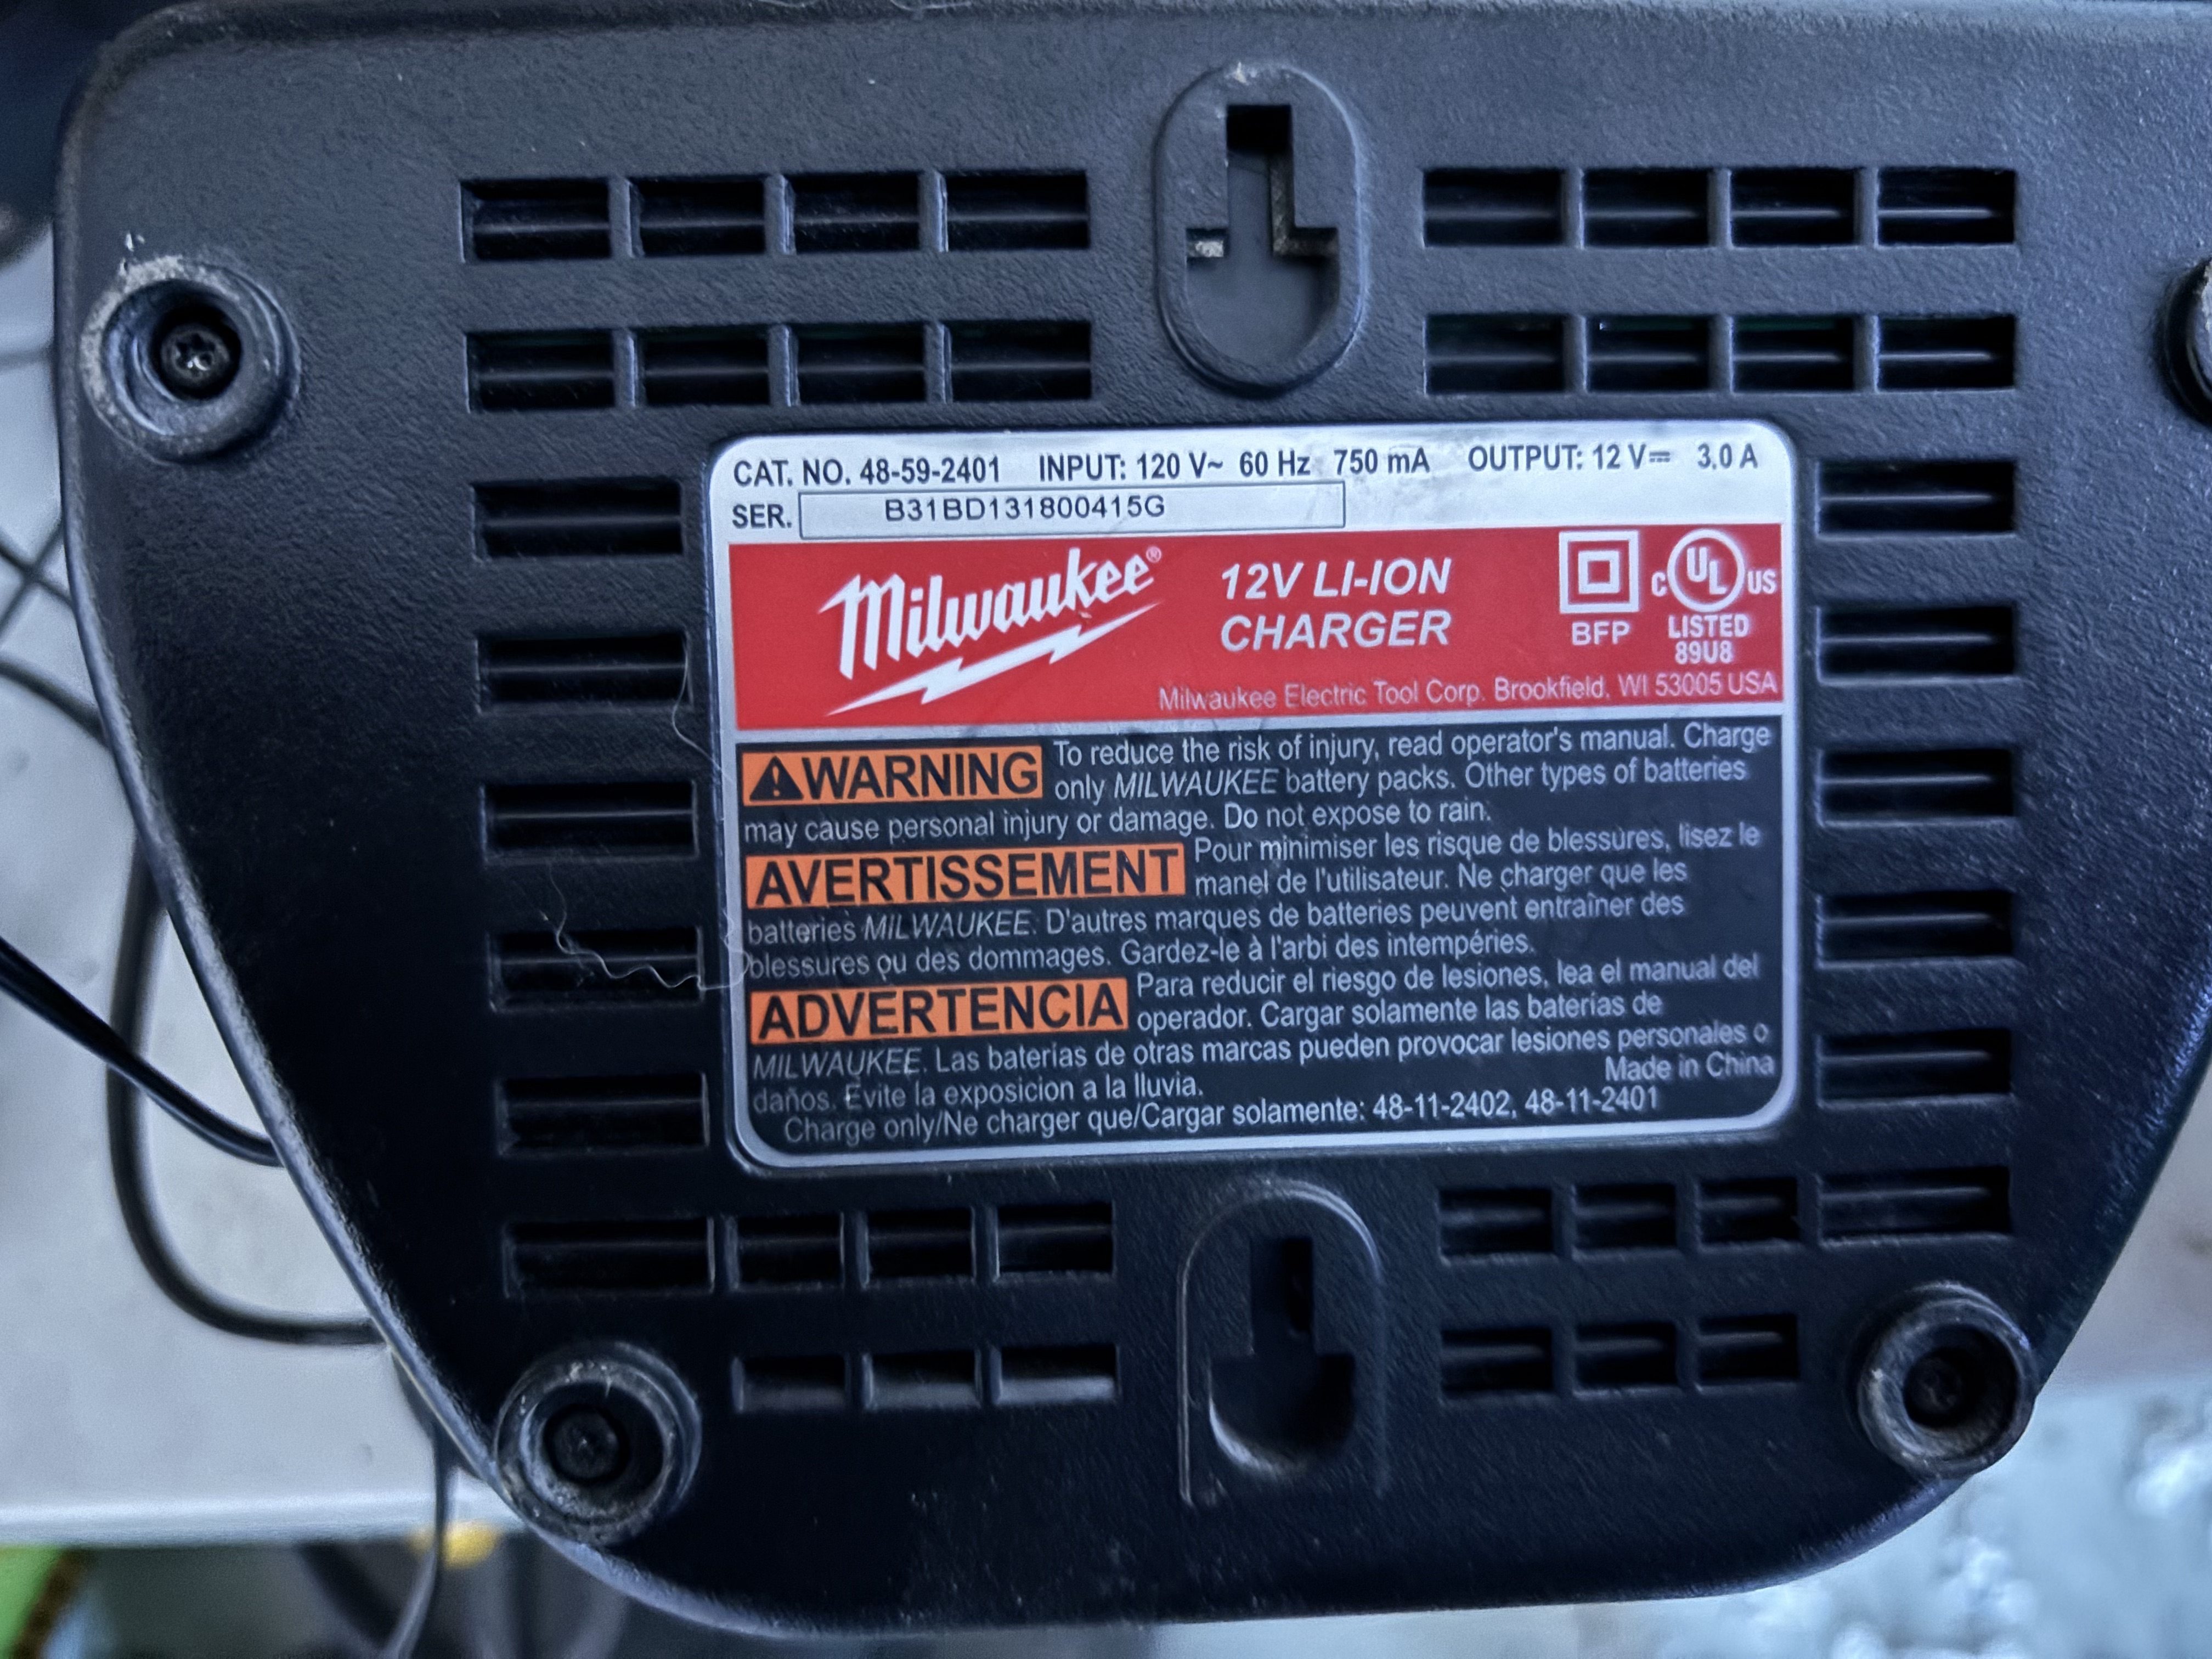 CAT. NO. 48-59-2401 INPUT: 120 V~ 60 Hz 750 mA OUTPUT: 12 V⎓ 3.0 A
SER. B31BD131800415G
Milwaukee®
12V LI-ION
CHARGER
BFP
C UL US
LISTED
89U8
Milwaukee Electric Tool Corp. Brookfield, WI 53005 USA
⚠WARNING To reduce the risk of injury, read operator's manual. Charge
only MILWAUKEE battery packs. Other types of batteries
may cause personal injury or damage. Do not expose to rain.
AVERTISSEMENT Pour minimiser les risque de blessures, lisez le
manel de l'utilisateur. Ne charger que les
batteries MILWAUKEE. D'autres marques de batteries peuvent entraîner des
blessures ou des dommages. Gardez-le à l'arbi des intempéries.
ADVERTENCIA Para reducir el riesgo de lesiones, lea el manual del
operador. Cargar solamente las baterías de
MILWAUKEE. Las baterías de otras marcas pueden provocar lesiones personales o
daños. Evite la exposicion a la lluvia.
Made in China
Charge only/Ne charger que/Cargar solamente: 48-11-2402, 48-11-2401